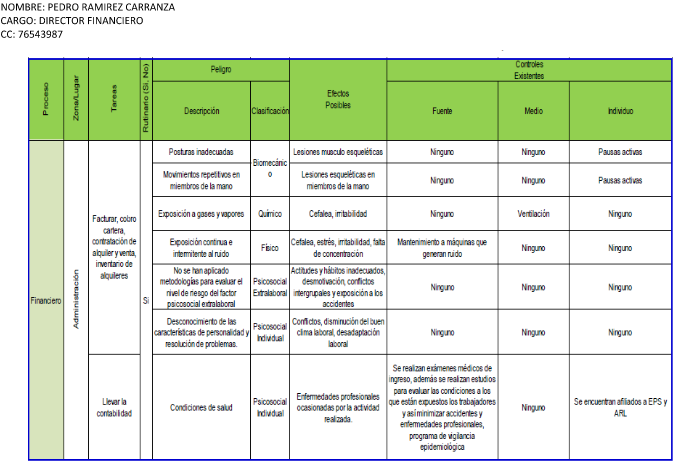 NOMBRE: PEDRO RAMIREZ CARRANZA
CARGO: DIRECTOR FINANCIERO
CC: 76543987
Proceso
Zona/Lugar
Tareas
Rutinario (Si, No)
Peligro
Efectos
Posibles
Controles
Existentes
Descripción
Clasificación
Fuente
Medio
Individuo
Financiero
Administración
Facturar, cobro
cartera,
contratación de
alquiler y venta,
inventario de
alquileres
Si
Posturas inadecuadas
Biomecánic
o
Lesiones musculo esqueléticas
Ninguno
Ninguno
Pausas activas
Movimientos repetitivos en
miembros de la mano
Lesiones esqueléticas en
miembros de la mano
Ninguno
Ninguno
Pausas activas
Exposición a gases y vapores
Químico
Cefalea, irritabilidad
Ninguno
Ventilación
Ninguno
Exposición continua e
intermitente al ruido
Físico
Cefalea, estrés, irritabilidad, falta
de concentración
Mantenimiento a máquinas que
generan ruido
Ninguno
Ninguno
No se han aplicado
metodologías para evaluar el
nivel de riesgo del factor
psicosocial extralaboral
Psicosocial
Extralaboral
Actitudes y hábitos inadecuados,
desmotivación, conflictos
intergrupales y exposición a los
accidentes
Ninguno
Ninguno
Ninguno
Desconocimiento de las
características de personalidad y
resolución de problemas.
Psicosocial
Individual
Conflictos, disminución del buen
clima laboral, desadaptación
laboral
Ninguno
Ninguno
Ninguno
Llevar la
contabilidad
Condiciones de salud
Psicosocial
Individual
Enfermedades profesionales
ocasionadas por la actividad
realizada.
Se realizan exámenes médicos de
ingreso, además se realizan estudios
para evaluar las condiciones a los
que están expuestos los trabajadores
y así minimizar accidentes y
enfermedades profesionales,
programa de vigilancia
epidemiológica
Ninguno
Se encuentran afiliados a EPS y
ARL